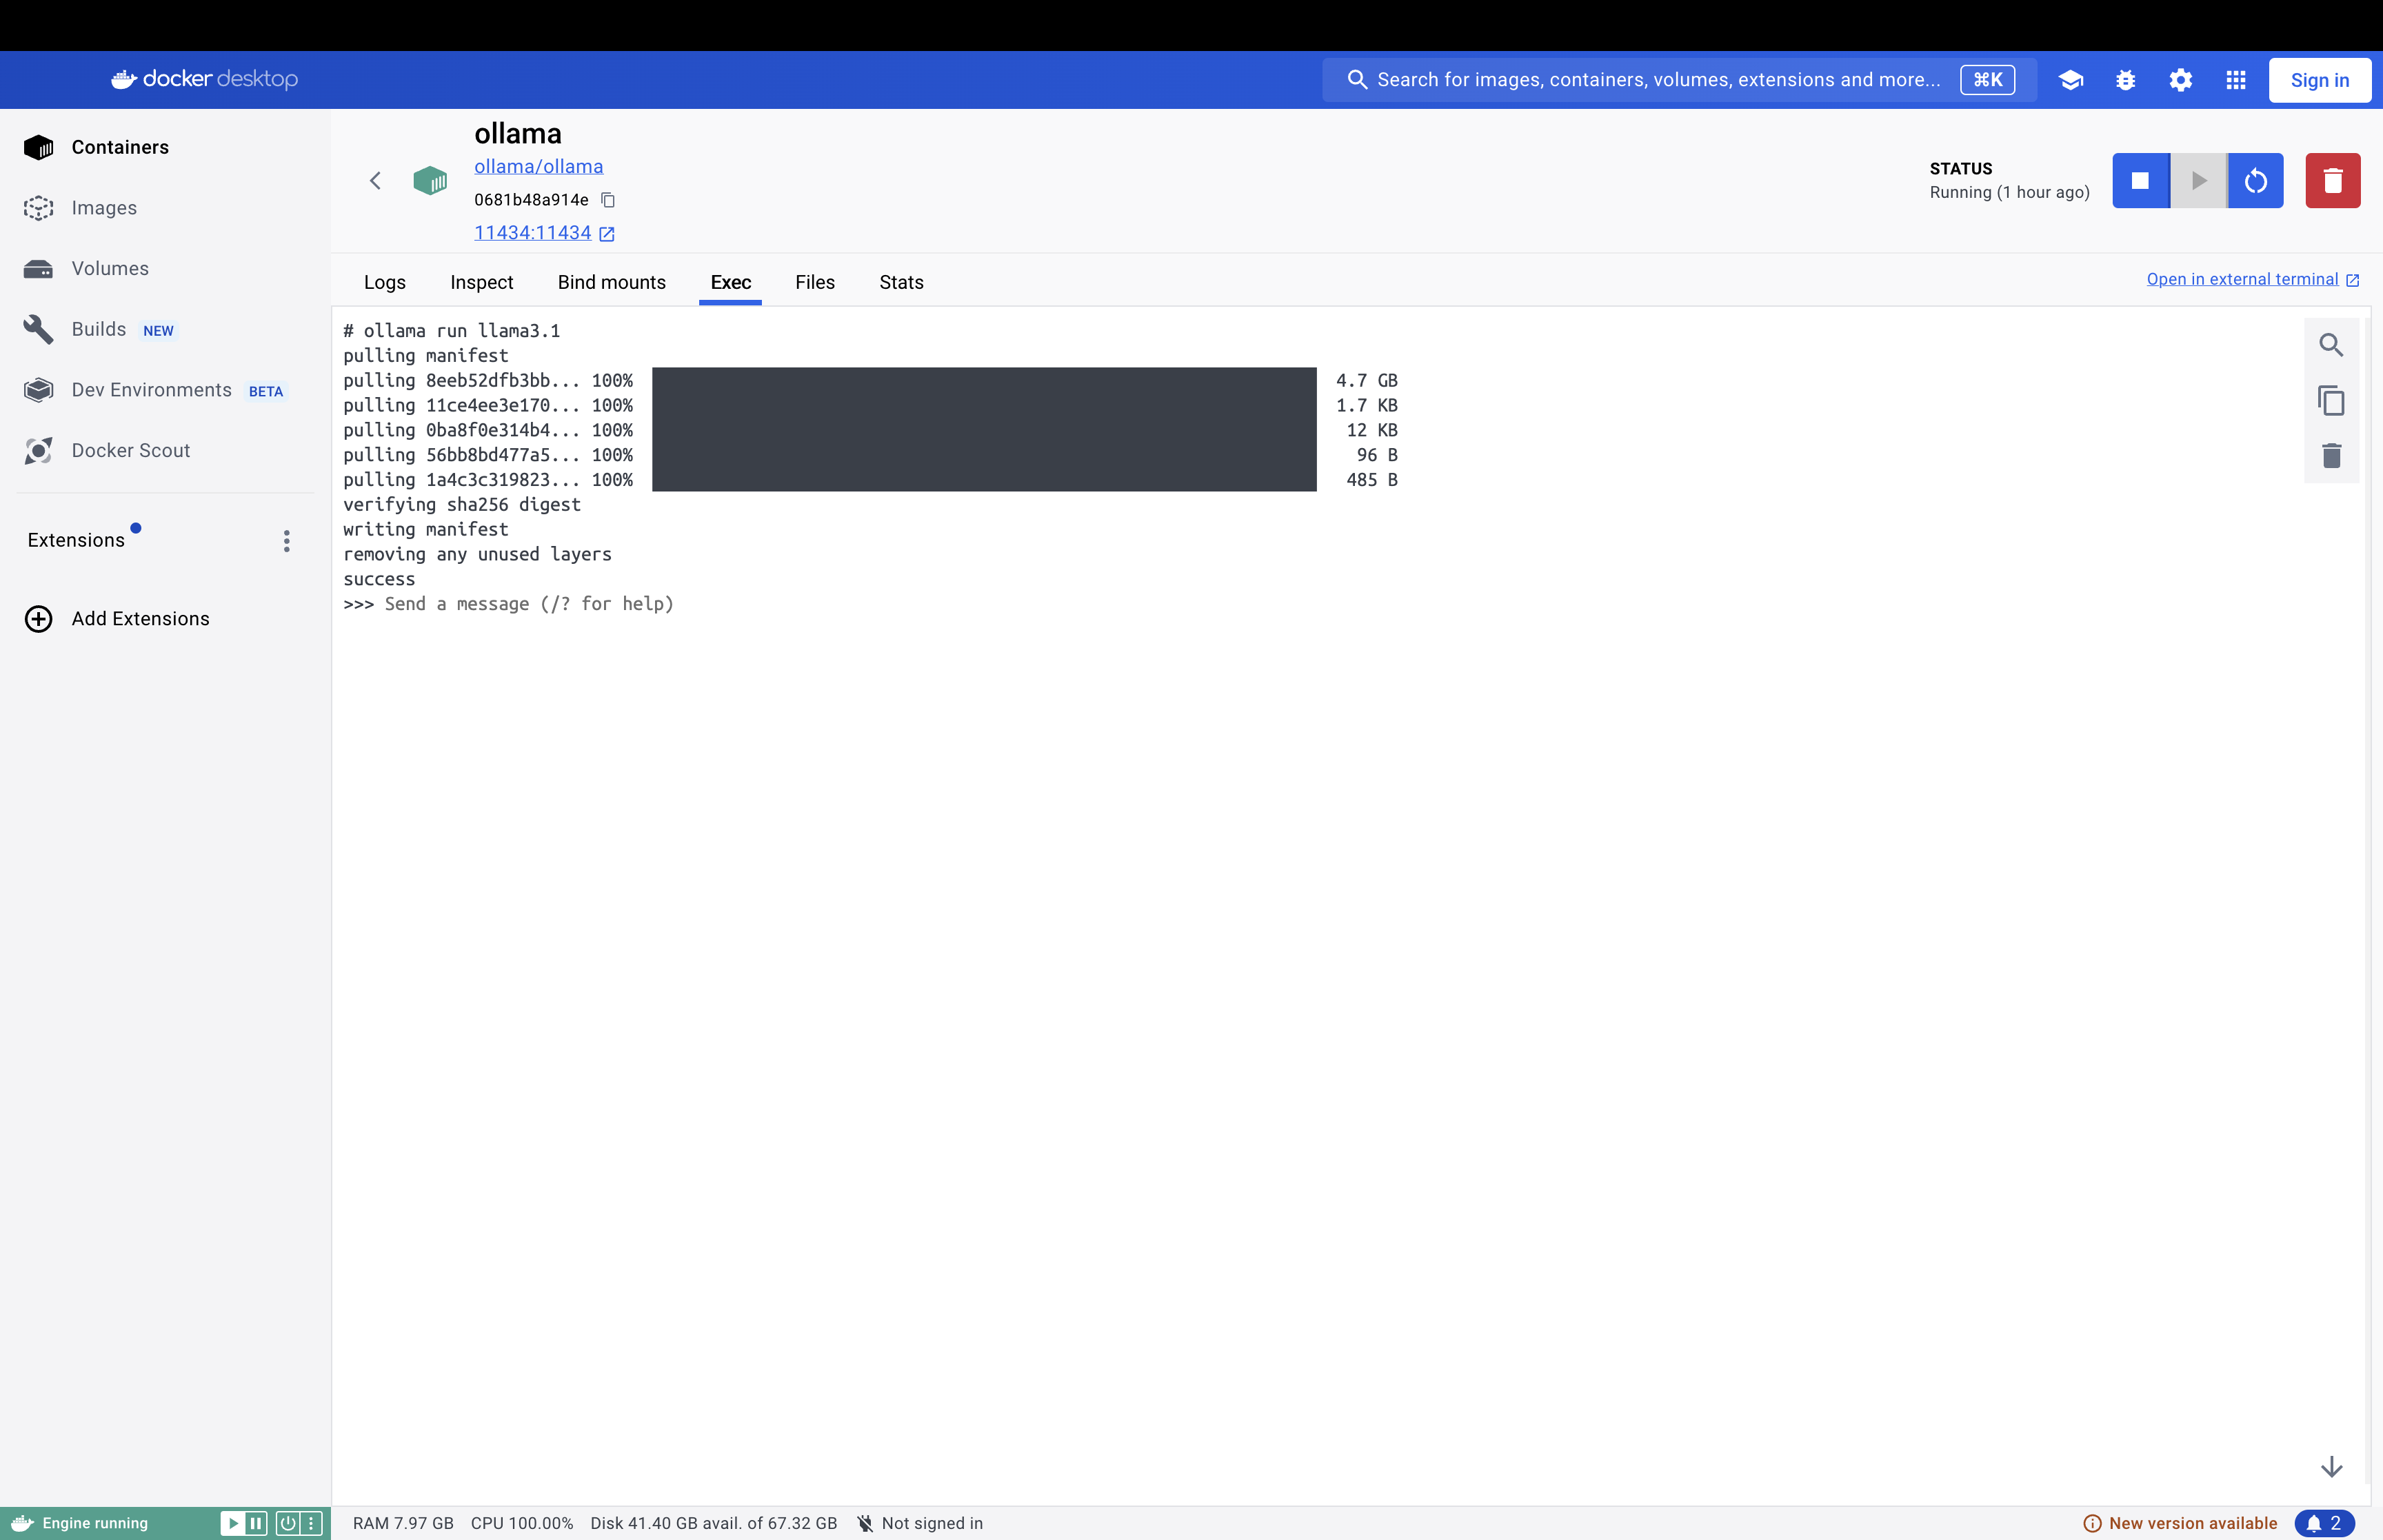 docker desktop
Search for images, containers, volumes, extensions and more... ⌘K
Sign in
Containers
Images
Volumes
Builds NEW
Dev Environments BETA
Docker Scout
Extensions
Add Extensions
ollama
ollama/ollama
0681b48a914e
11434:11434
STATUS
Running (1 hour ago)
Logs Inspect Bind mounts Exec Files Stats
Open in external terminal
# ollama run llama3.1
pulling manifest
pulling 8eeb52dfb3bb... 100% 4.7 GB
pulling 11ce4ee3e170... 100% 1.7 KB
pulling 0ba8f0e314b4... 100% 12 KB
pulling 56bb8bd477a5... 100% 96 B
pulling 1a4c3c319823... 100% 485 B
verifying sha256 digest
writing manifest
removing any unused layers
success
>>> Send a message (/? for help)
Engine running
RAM 7.97 GB CPU 100.00% Disk 41.40 GB avail. of 67.32 GB Not signed in
New version available
2